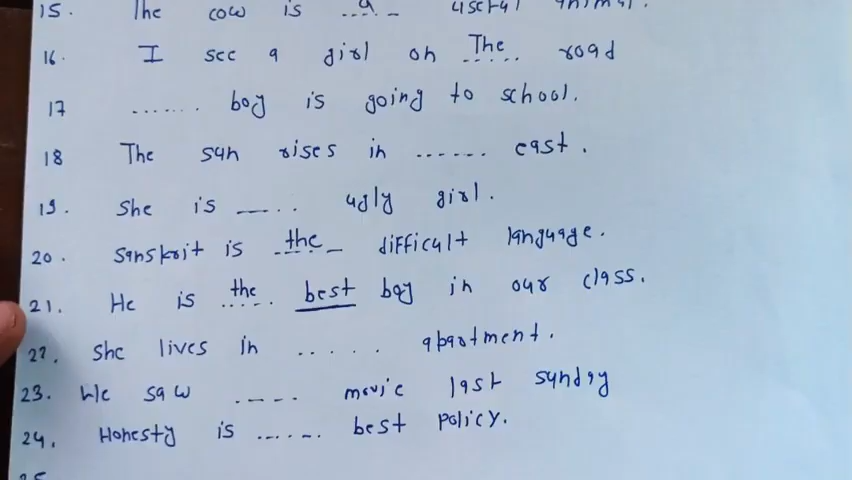 15. The cow is ..a.. useful animal.
16. I see a girl on ..The.. road
17 ....... boy is going to school.
18 The sun rises in ....... east.
19. She is ....... ugly girl.
20. Sanskrit is ..the.. difficult language.
21. He is ..the.. best boy in our class.
22. She lives in ...... apartment.
23. We saw ..... movie last sunday
24. Honesty is ...... best policy.
25